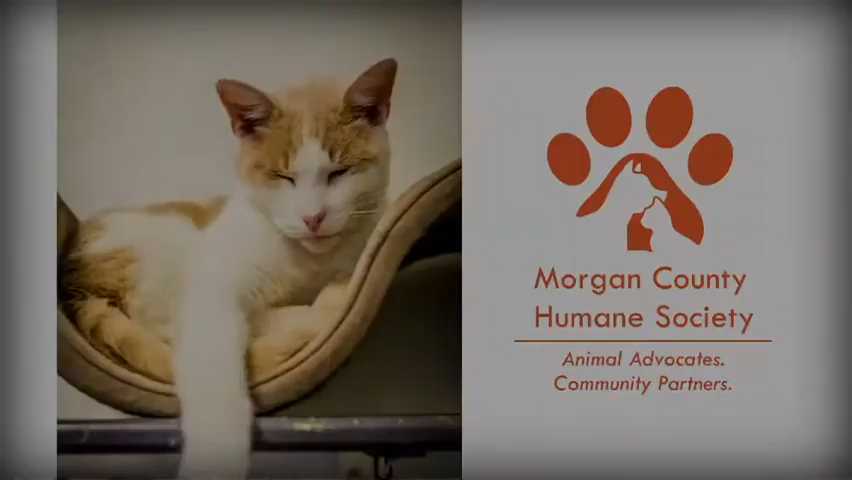 Morgan County
Humane Society
Animal Advocates.
Community Partners.